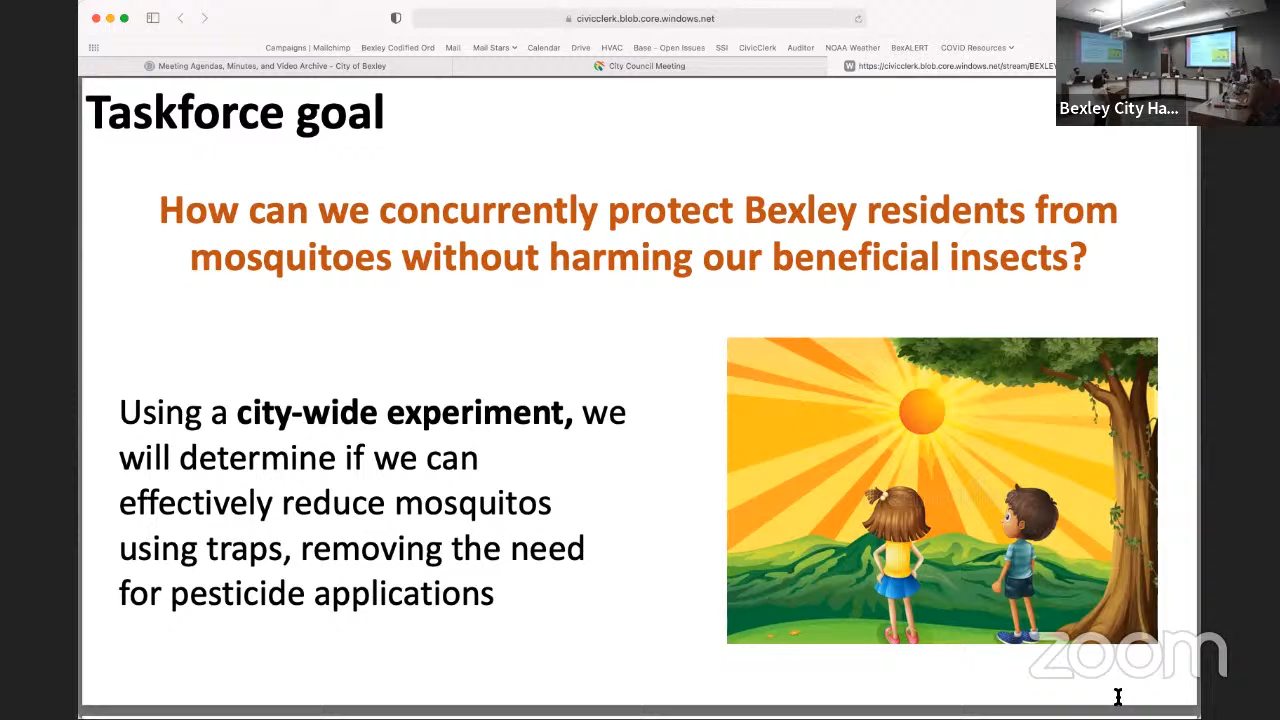 civicclerk.blob.core.windows.net
Campaigns | Mailchimp Bexley Codified Ord Mail Mail Stars Calendar Drive HVAC Base - Open Issues SSI CivicClerk Auditor NOAA Weather BexALERT COVID Resources
Meeting Agendas, Minutes, and Video Archive - City of Bexley City Council Meeting W https://civicclerk.blob.core.windows.net/stream/BEXLEY
Bexley City Ha...
Taskforce goal
How can we concurrently protect Bexley residents from
mosquitoes without harming our beneficial insects?
Using a city-wide experiment, we
will determine if we can
effectively reduce mosquitos
using traps, removing the need
for pesticide applications
zoom